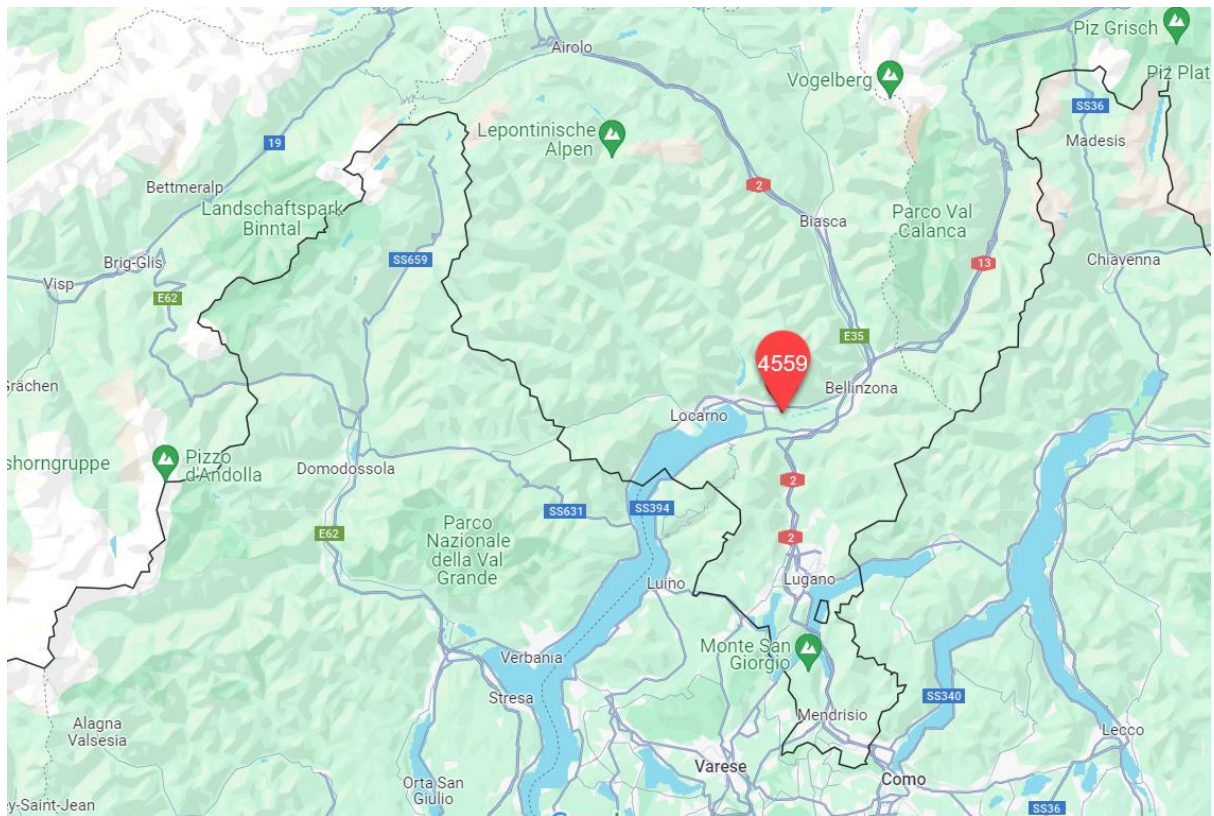 Piz Grisch
Airolo
Vogelberg
Piz Plat
SS36
Lepontinische
Alpen
Madesis
19
Bettmeralp
2
Landschaftspark
Binntal
Biasca
Parco Val
Calanca
Brig-Glis
SS659
13
Chiavenna
Visp
E62
E35
4559
Grächen
Bellinzona
Locarno
shorngruppe
Pizzo
d'Andolla
Domodossola
2
SS631
SS394
E62
Parco
Nazionale
della Val
Grande
2
Luino
Lugano
Verbania
Monte San
Giorgio
Stresa
SS340
Mendrisio
Alagna
Valsesia
Lecco
Varese
Como
Orta San
Giulio
ey-Saint-Jean
SS36